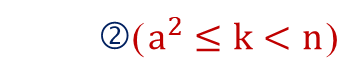 ②(a² ≤ k < n)